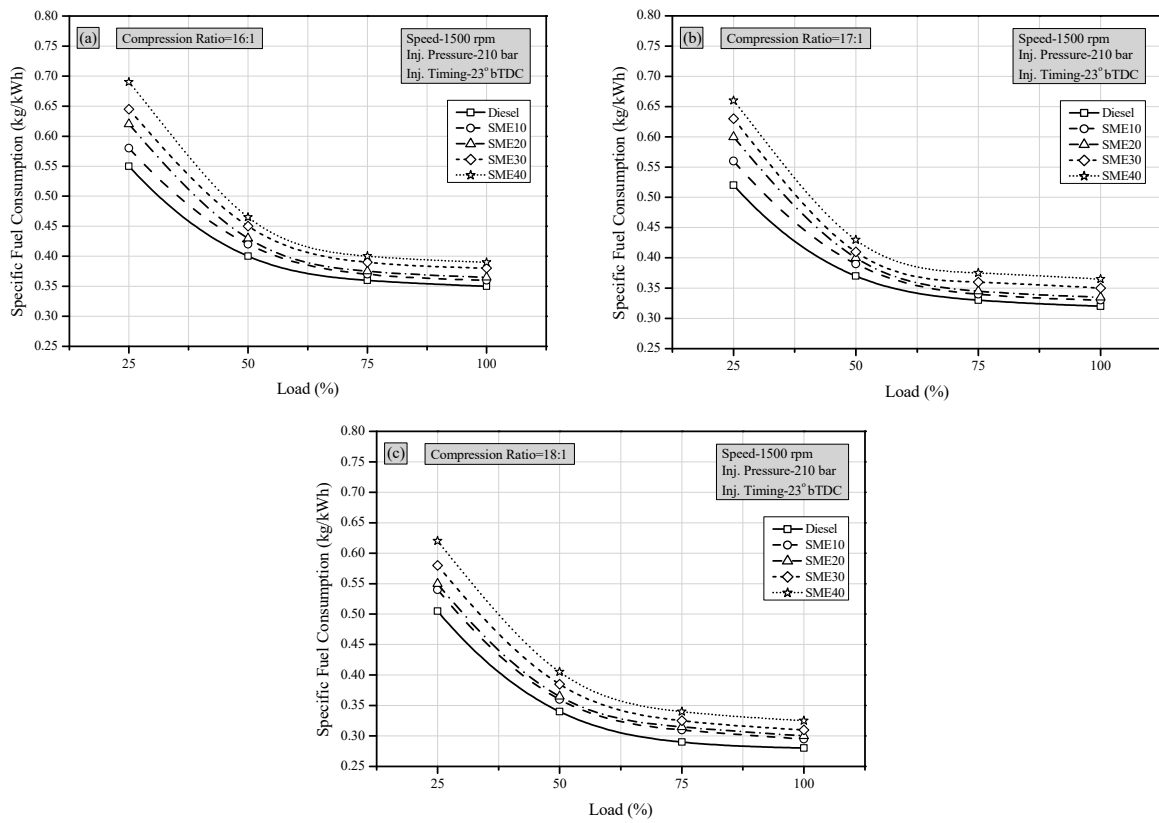 (a)
Compression Ratio=16:1
Speed-1500 rpm
Inj. Pressure-210 bar
Inj. Timing-23° bTDC
Diesel
SME10
SME20
SME30
SME40
Specific Fuel Consumption (kg/kWh)
0.80
0.75
0.70
0.65
0.60
0.55
0.50
0.45
0.40
0.35
0.30
0.25
25 50 75 100
Load (%)
(b)
Compression Ratio=17:1
Speed-1500 rpm
Inj. Pressure-210 bar
Inj. Timing-23° bTDC
Diesel
SME10
SME20
SME30
SME40
Specific Fuel Consumption (kg/kWh)
0.80
0.75
0.70
0.65
0.60
0.55
0.50
0.45
0.40
0.35
0.30
0.25
25 50 75 100
Load (%)
(c)
Compression Ratio=18:1
Speed-1500 rpm
Inj. Pressure-210 bar
Inj. Timing-23° bTDC
Diesel
SME10
SME20
SME30
SME40
Specific Fuel Consumption (kg/kWh)
0.80
0.75
0.70
0.65
0.60
0.55
0.50
0.45
0.40
0.35
0.30
0.25
25 50 75 100
Load (%)